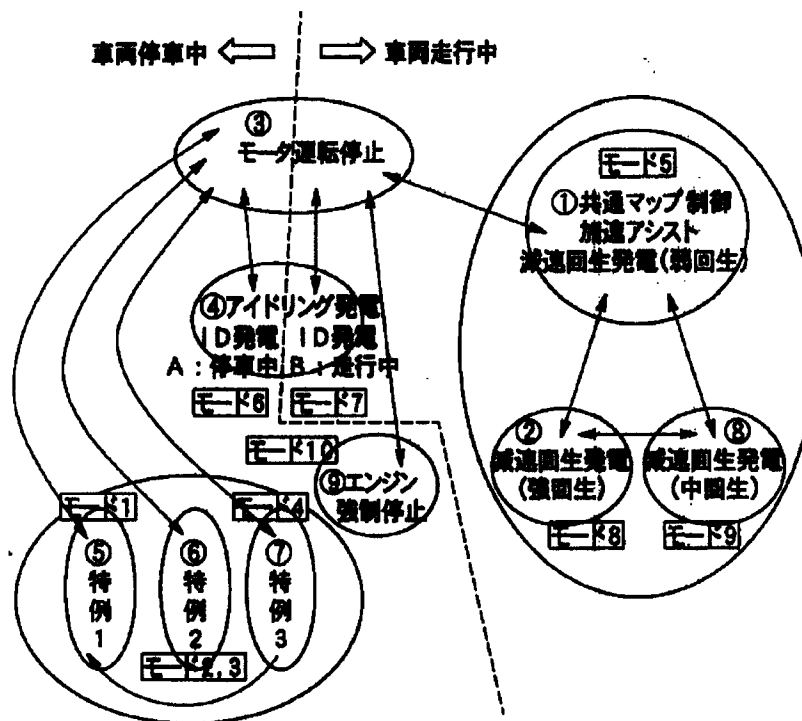 車両停車中 車両走行中
③
モータ運転停止
モード5
①共通マップ制御
加速アシスト
減速回生発電(弱回生)
④アイドリング発電
ID発電 ID発電
A:停車中 B:走行中
モード6 モード7
モード10
⑨エンジン
強制停止
②
減速回生発電
(強回生)
モード8
⑧
減速回生発電
(中回生)
モード9
モード1
⑤
特
例
1
⑥
特
例
2
モード2,3
モード4
⑦
特
例
3